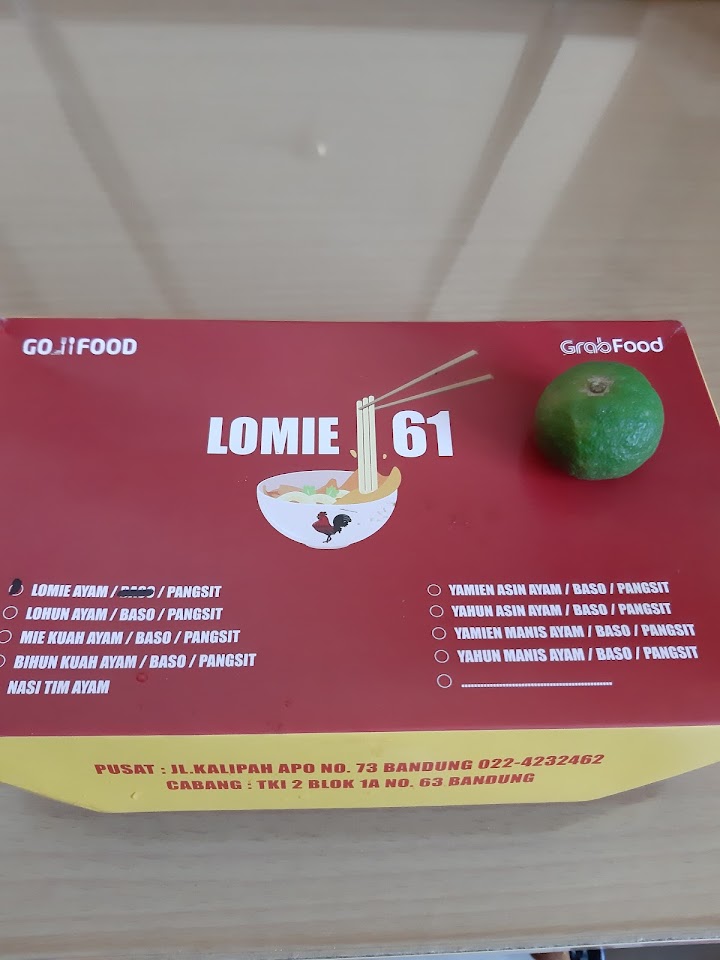 GO FOOD
GrabFood
LOMIE 61
LOMIE AYAM / BASO / PANGSIT
LOHUN AYAM / BASO / PANGSIT
MIE KUAH AYAM / BASO / PANGSIT
BIHUN KUAH AYAM / BASO / PANGSIT
NASI TIM AYAM
YAMIEN ASIN AYAM / BASO / PANGSIT
YAHUN ASIN AYAM / BASO / PANGSIT
YAMIEN MANIS AYAM / BASO / PANGSIT
YAHUN MANIS AYAM / BASO / PANGSIT
PUSAT : JL.KALIPAH APO NO. 73 BANDUNG 022-4232462
CABANG : TKI 2 BLOK 1A NO. 63 BANDUNG